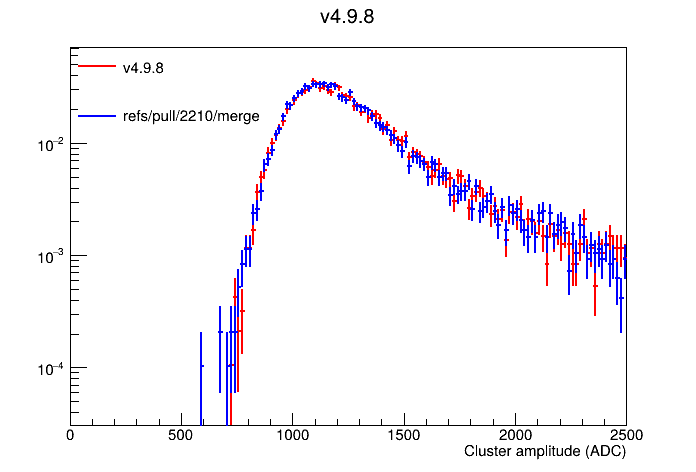 v4.9.8
v4.9.8
refs/pull/2210/merge
10⁻²
10⁻³
10⁻⁴
0 500 1000 1500 2000 2500
Cluster amplitude (ADC)